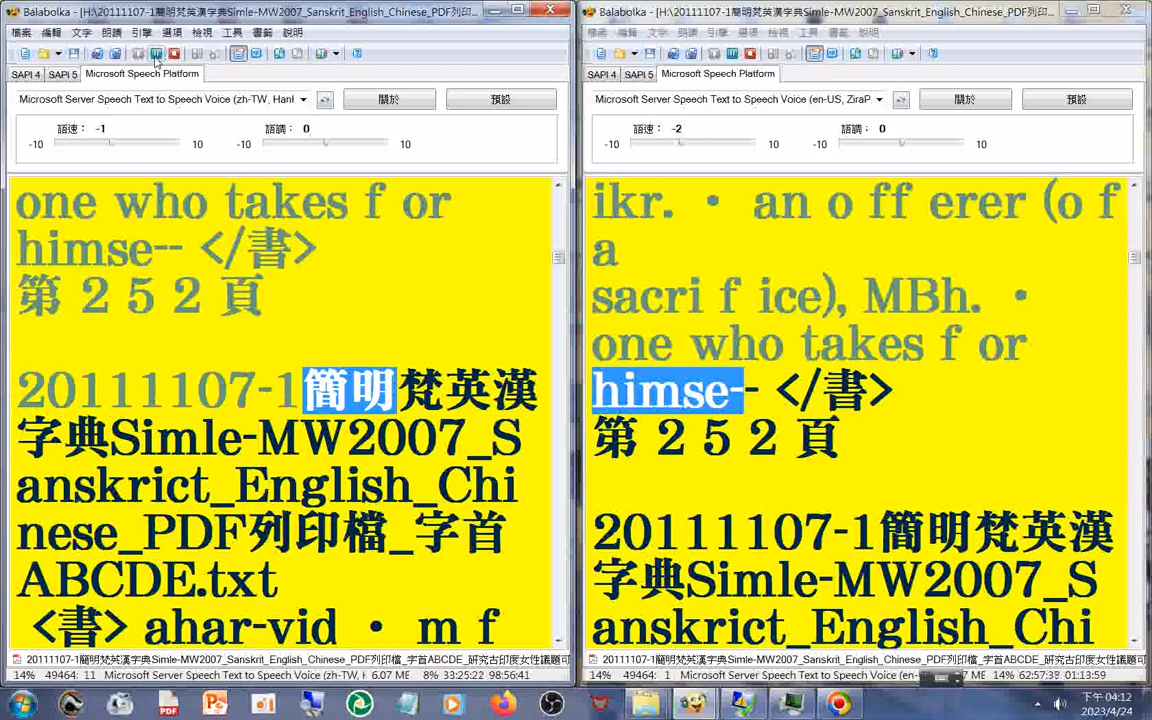 Balabolka - [H:\20111107-1簡明梵英漢字典Simle-MW2007_Sanskrit_English_Chinese_PDF列印...
檔案 編輯 文字 朗讀 引擎 選項 檢視 工具 書籤 說明
SAPI 4 SAPI 5 Microsoft Speech Platform
Microsoft Server Speech Text to Speech Voice (zh-TW, Hanl
關於 預設
語速： -1 語調： 0
-10 10 -10 10
one who takes f or
himse-- </書>
第 2 5 2 頁
20111107-1簡明梵英漢
字典Simle-MW2007_S
anskrict_English_Chi
nese_PDF列印檔_字首
ABCDE.txt
<書> ahar-vid • m f
20111107-1簡明梵英漢字典Simle-MW2007_Sanskrit_English_Chinese_PDF列印檔_字首ABCDE_研究古印度女性議題可
14% 49464: 11 Microsoft Server Speech Text to Speech Voice (zh-TW, H 6.07 ME 8% 33:25:22 98:56:41
Balabolka - [H:\20111107-1簡明梵英漢字典Simle-MW2007_Sanskrit_English_Chinese_PDF列印...
檔案 編輯 文字 朗讀 引擎 選項 檢視 工具 書籤 說明
SAPI 4 SAPI 5 Microsoft Speech Platform
Microsoft Server Speech Text to Speech Voice (en-US, ZiraP
關於 預設
語速： -2 語調： 0
-10 10 -10 10
ikr. • an o ff erer (o f
a
sacri f ice), MBh. •
one who takes f or
himse-- </書>
第 2 5 2 頁
20111107-1簡明梵英漢
字典Simle-MW2007_S
anskrict_English_Chi
20111107-1簡明梵英漢字典Simle-MW2007_Sanskrit_English_Chinese_PDF列印檔_字首ABCDE_研究古印度女性議題可
14% 49464: 1 Microsoft Server Speech Text to Speech Voice ME 14% 62:57:38 01:13:59
下午 04:12
2023/4/24